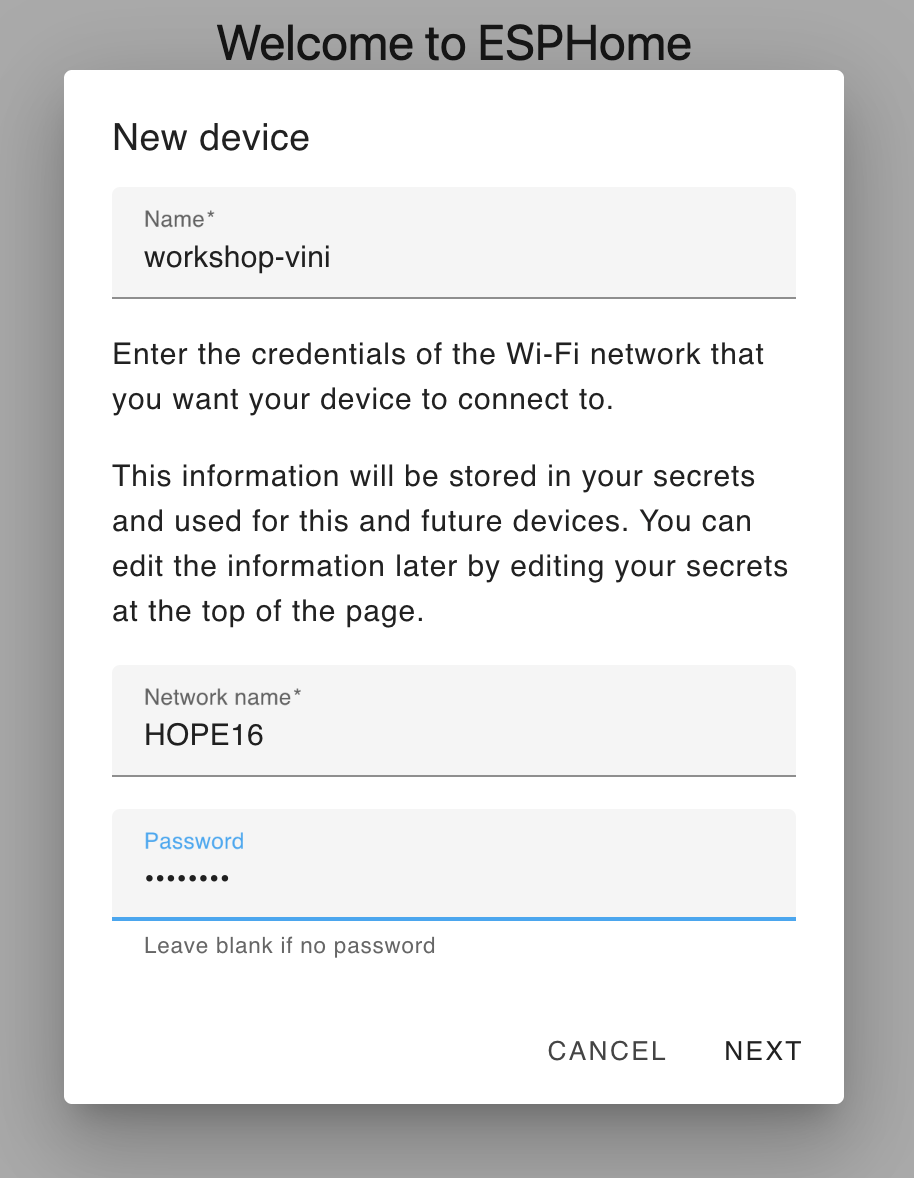 Welcome to ESPHome
New device
Name*
workshop-vini
Enter the credentials of the Wi-Fi network that
you want your device to connect to.
This information will be stored in your secrets
and used for this and future devices. You can
edit the information later by editing your secrets
at the top of the page.
Network name*
HOPE16
Password
••••••••
Leave blank if no password
CANCEL NEXT